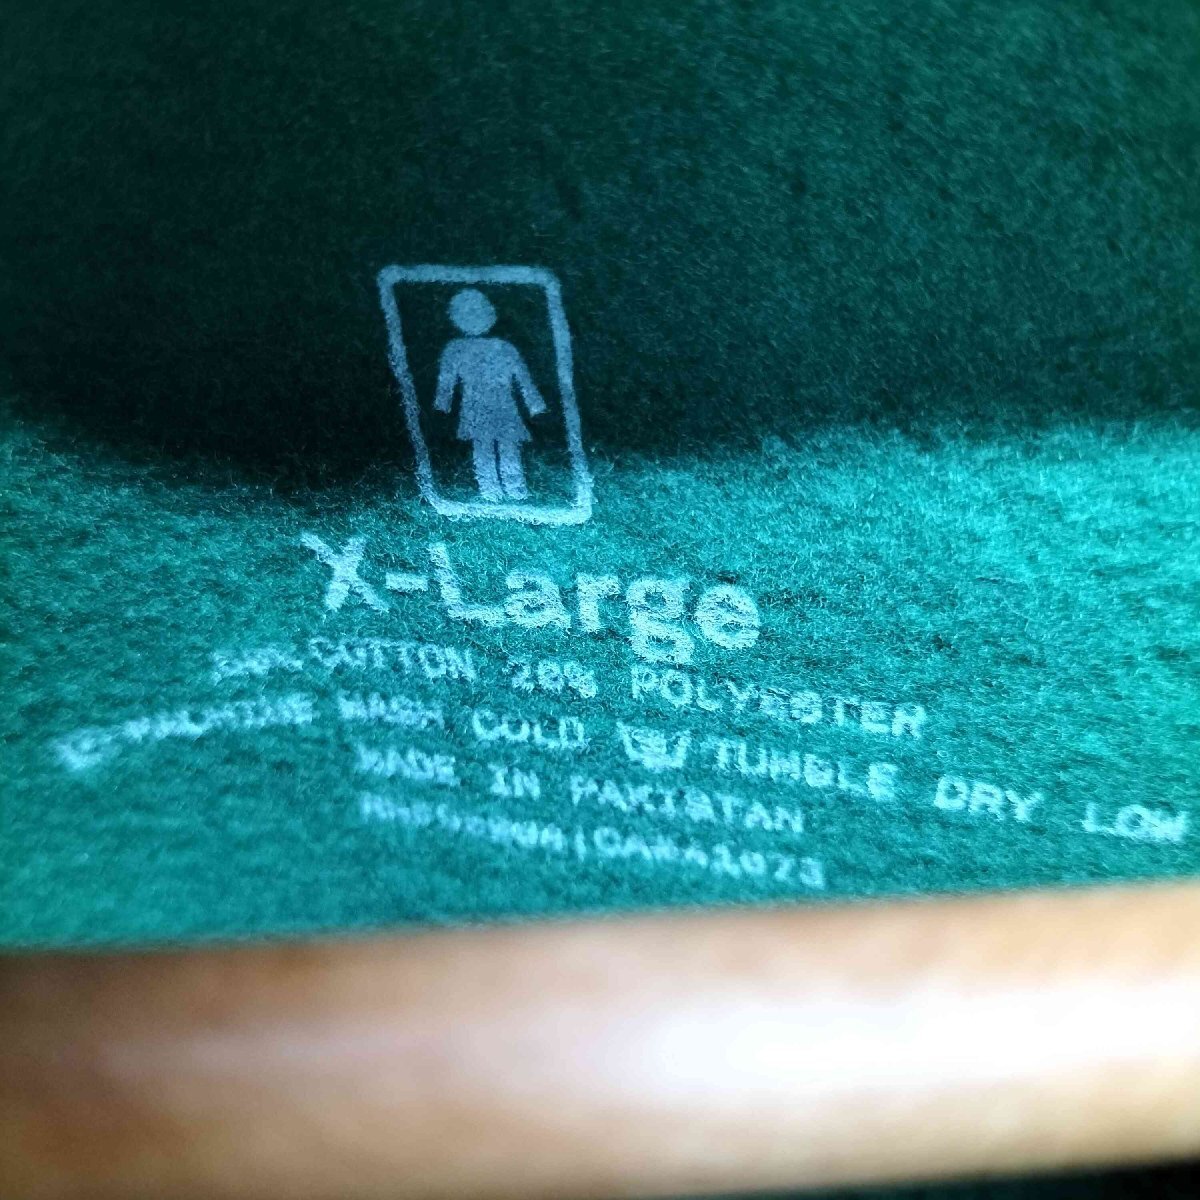 X-Large
COTTON 20% POLYESTER
MACHINE WASH COLD TUMBLE DRY LOW
MADE IN PAKISTAN